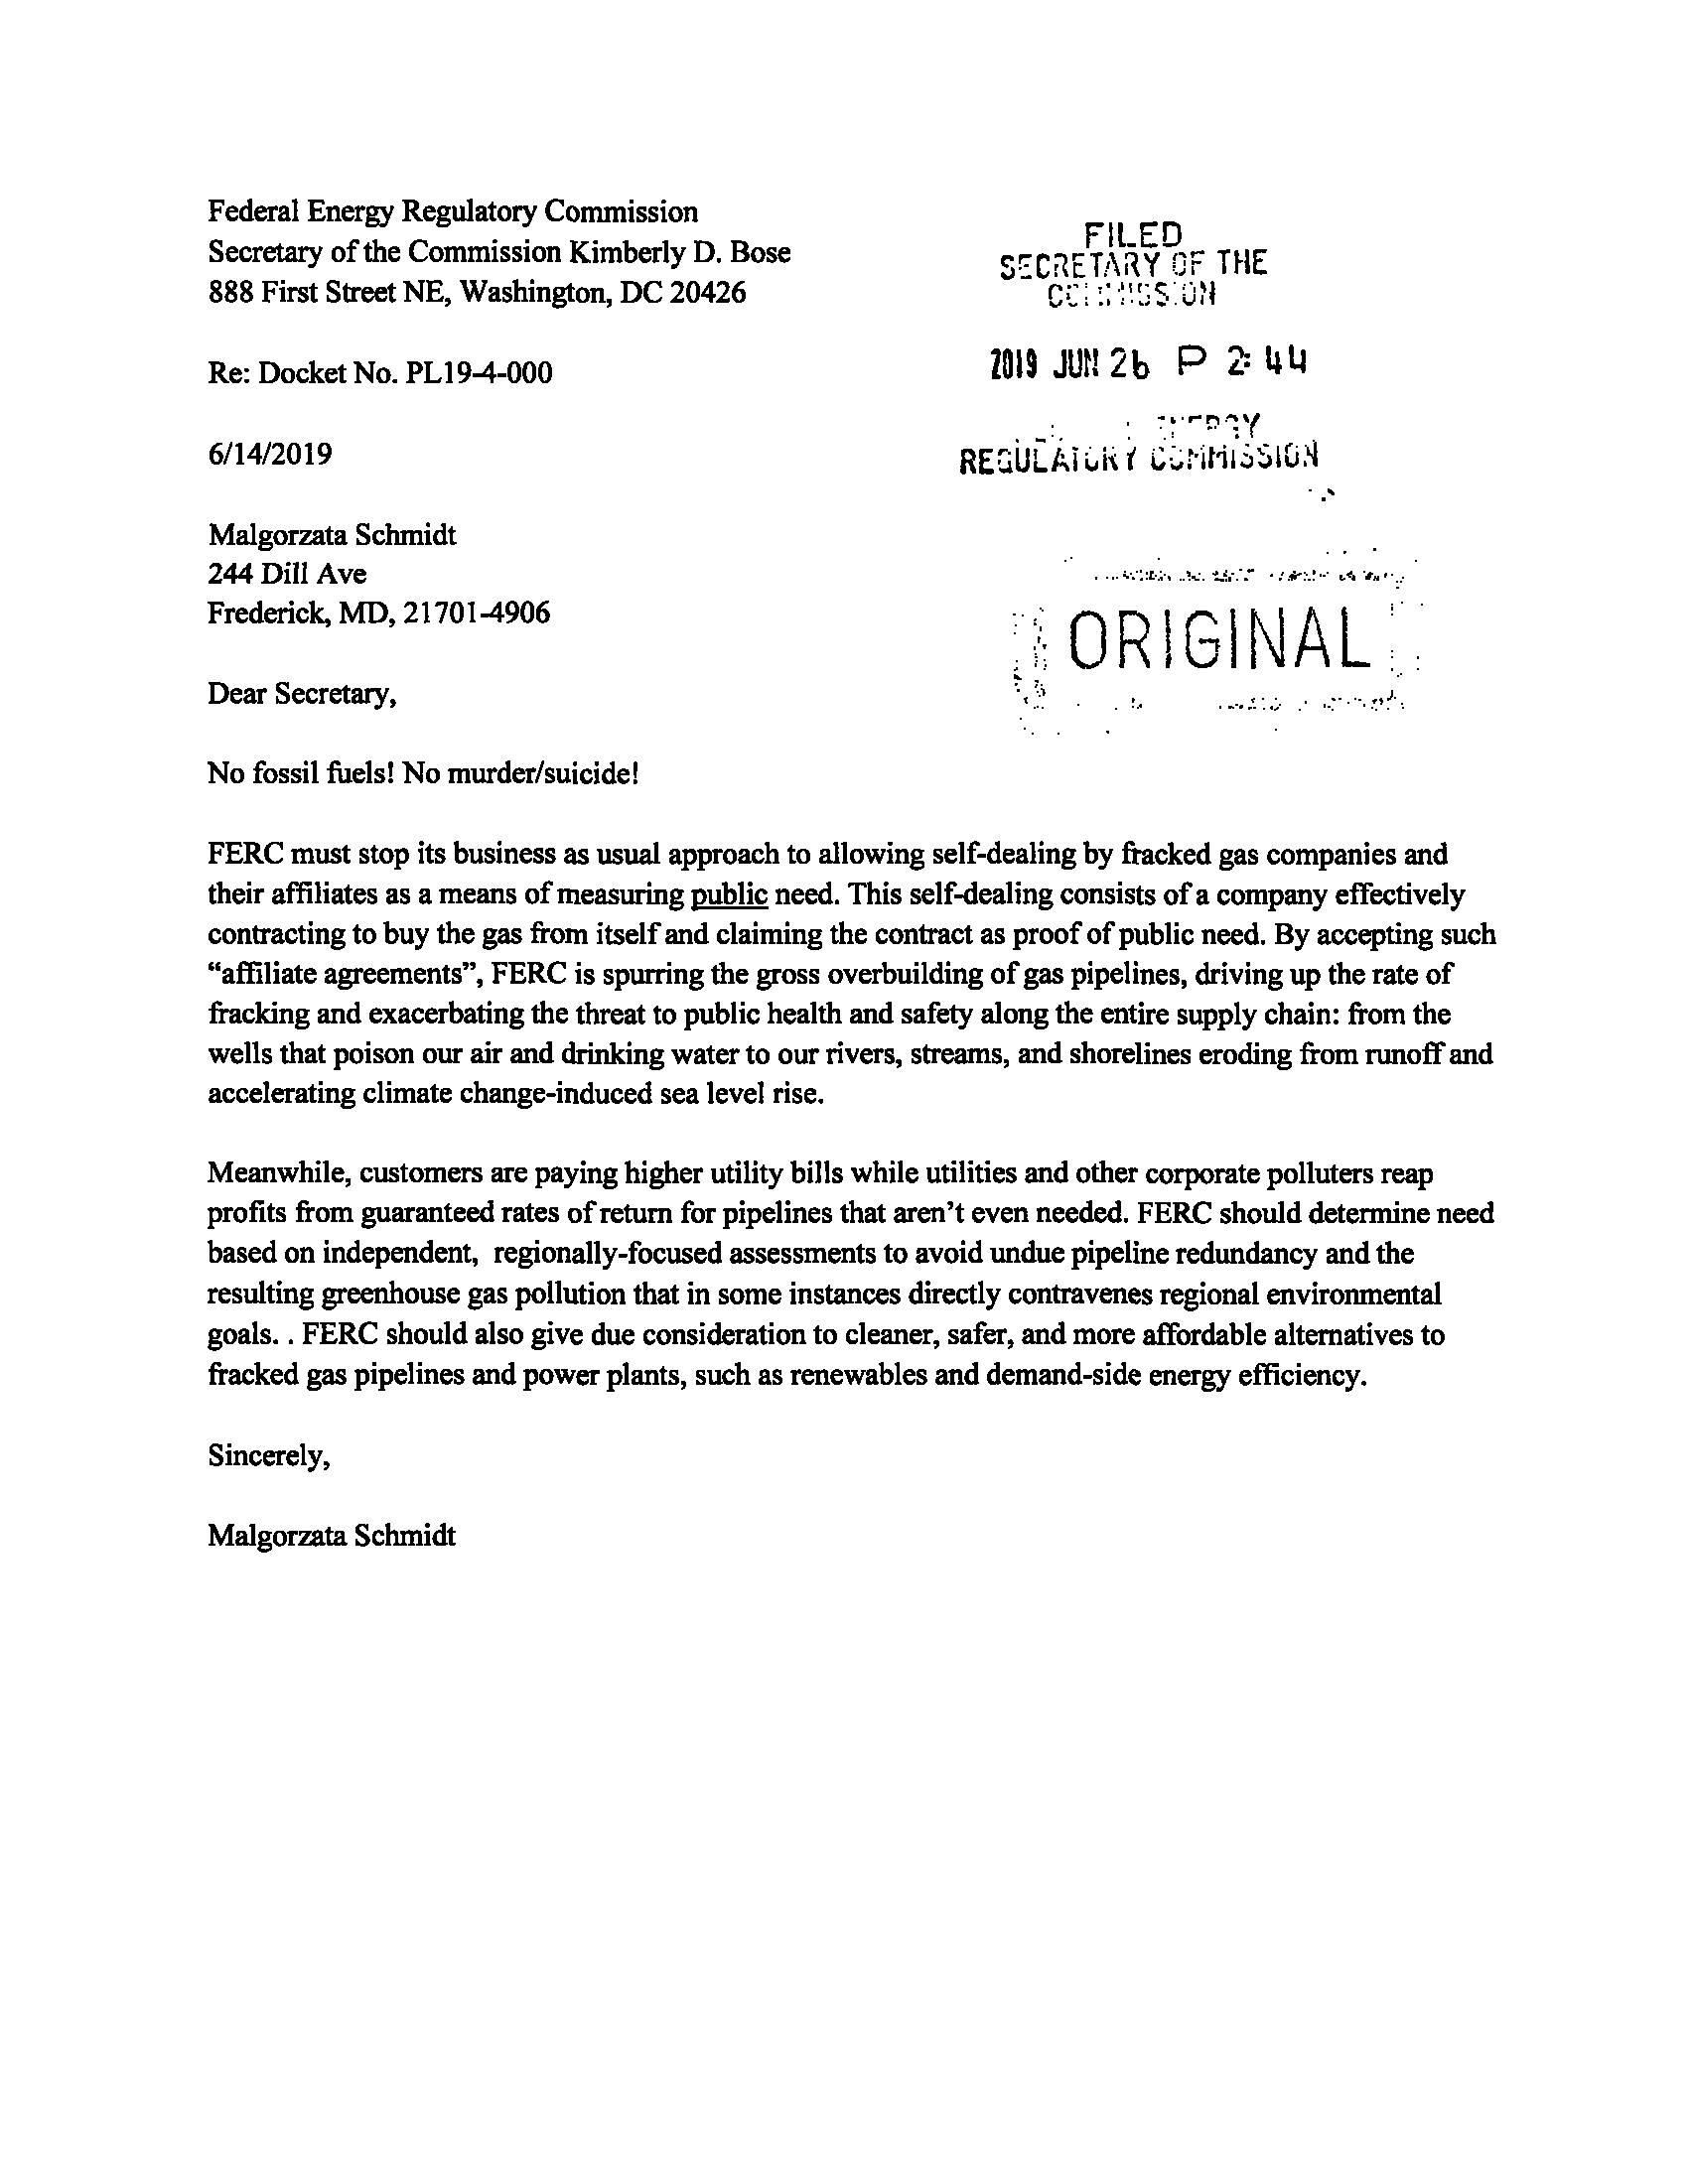 Federal Energy Regulatory Commission
Secretary of the Commission Kimberly D. Bose
888 First Street NE, Washington, DC 20426
FILED
SECRETARY OF THE
COMMISSION
Re: Docket No. PL19-4-000
2019 JUN 26 P 2:44
6/14/2019
ENERGY
REGULATORY COMMISSION
Malgorzata Schmidt
244 Dill Ave
Frederick, MD, 21701-4906
ORIGINAL
Dear Secretary,
No fossil fuels! No murder/suicide!
FERC must stop its business as usual approach to allowing self-dealing by fracked gas companies and
their affiliates as a means of measuring public need. This self-dealing consists of a company effectively
contracting to buy the gas from itself and claiming the contract as proof of public need. By accepting such
“affiliate agreements”, FERC is spurring the gross overbuilding of gas pipelines, driving up the rate of
fracking and exacerbating the threat to public health and safety along the entire supply chain: from the
wells that poison our air and drinking water to our rivers, streams, and shorelines eroding from runoff and
accelerating climate change-induced sea level rise.
Meanwhile, customers are paying higher utility bills while utilities and other corporate polluters reap
profits from guaranteed rates of return for pipelines that aren’t even needed. FERC should determine need
based on independent,  regionally-focused assessments to avoid undue pipeline redundancy and the
resulting greenhouse gas pollution that in some instances directly contravenes regional environmental
goals. . FERC should also give due consideration to cleaner, safer, and more affordable alternatives to
fracked gas pipelines and power plants, such as renewables and demand-side energy efficiency.
Sincerely,
Malgorzata Schmidt